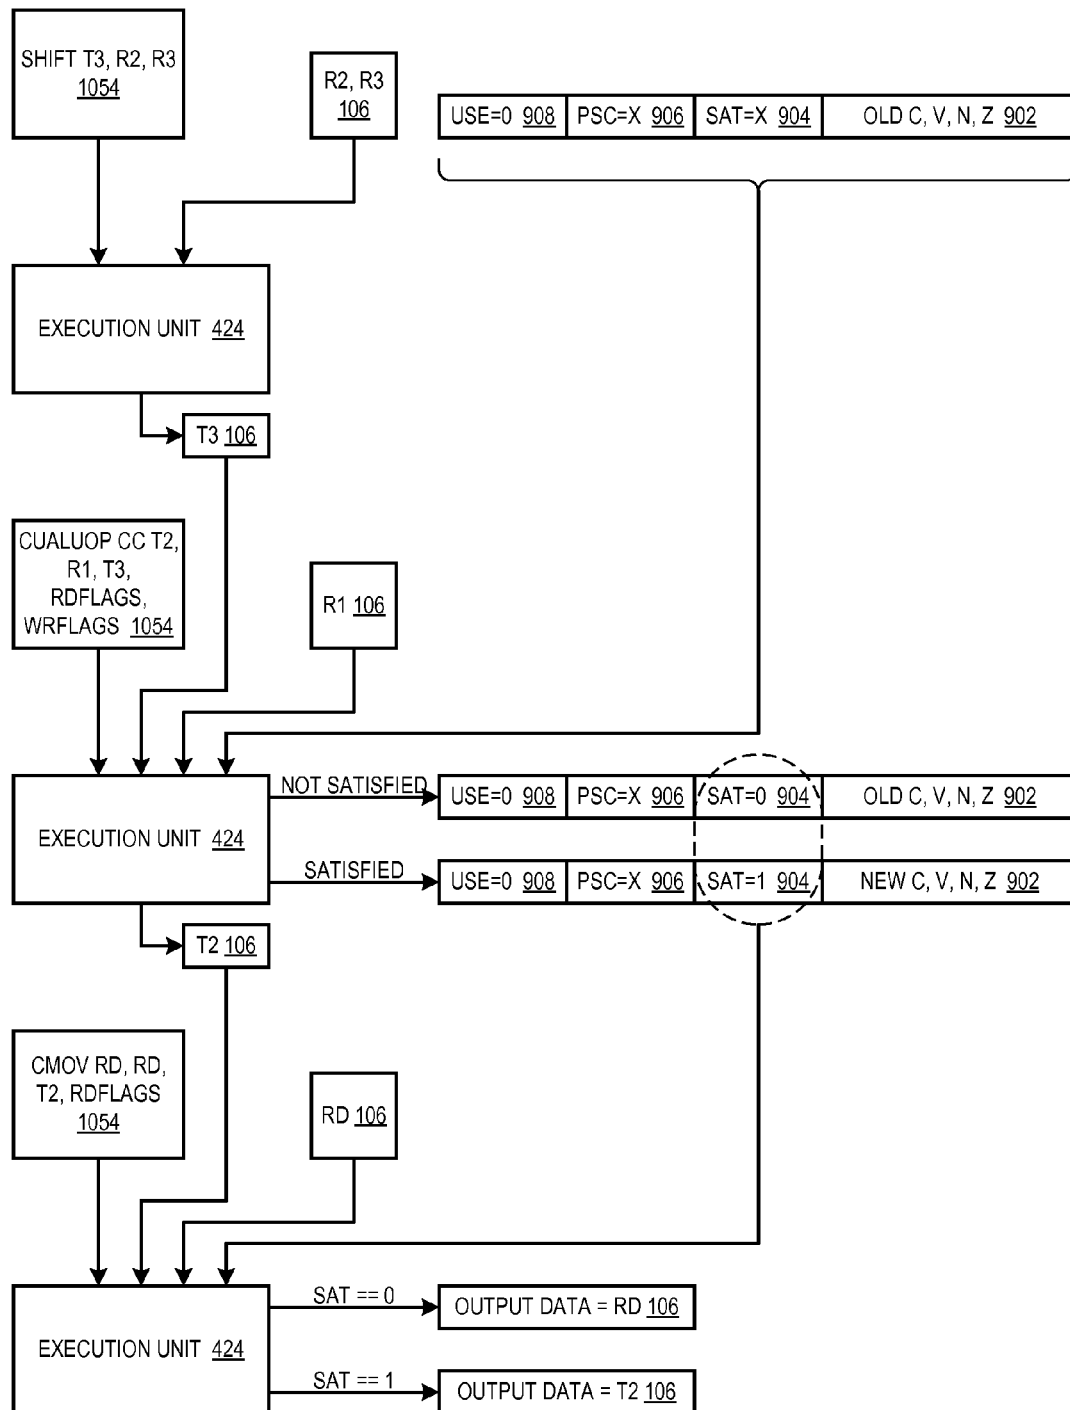 SHIFT T3, R2, R3
1054
R2, R3
106
USE=0 908 PSC=X 906 SAT=X 904 OLD C, V, N, Z 902
EXECUTION UNIT 424
T3 106
CUALUOP CC T2,
R1, T3,
RDFLAGS,
WRFLAGS 1054
R1 106
NOT SATISFIED
USE=0 908 PSC=X 906 SAT=0 904 OLD C, V, N, Z 902
EXECUTION UNIT 424
SATISFIED
USE=0 908 PSC=X 906 SAT=1 904 NEW C, V, N, Z 902
T2 106
CMOV RD, RD,
T2, RDFLAGS
1054
RD 106
SAT == 0
OUTPUT DATA = RD 106
EXECUTION UNIT 424
SAT == 1
OUTPUT DATA = T2 106